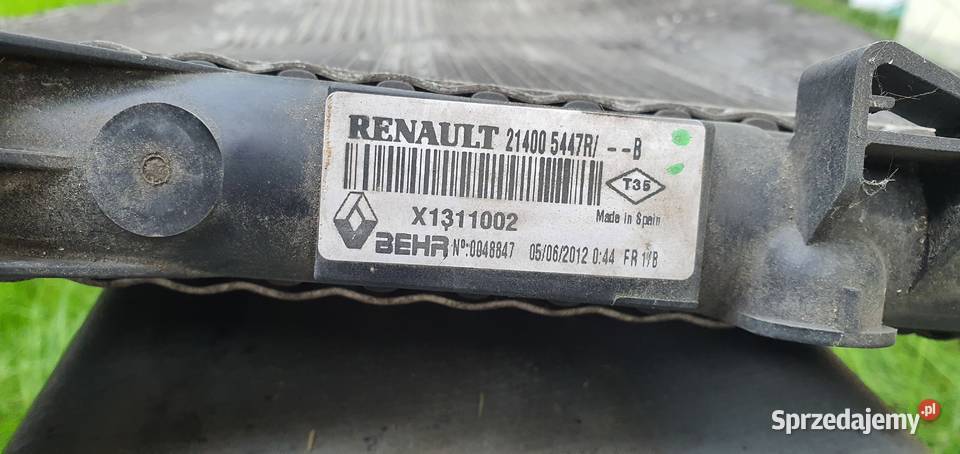 RENAULT 21400 5447R/ --B
T35
X1311002
Made in Spain
BEHR Nº:0048847 05/06/2012 0:44 FR 1
Sprzedajemy.pl